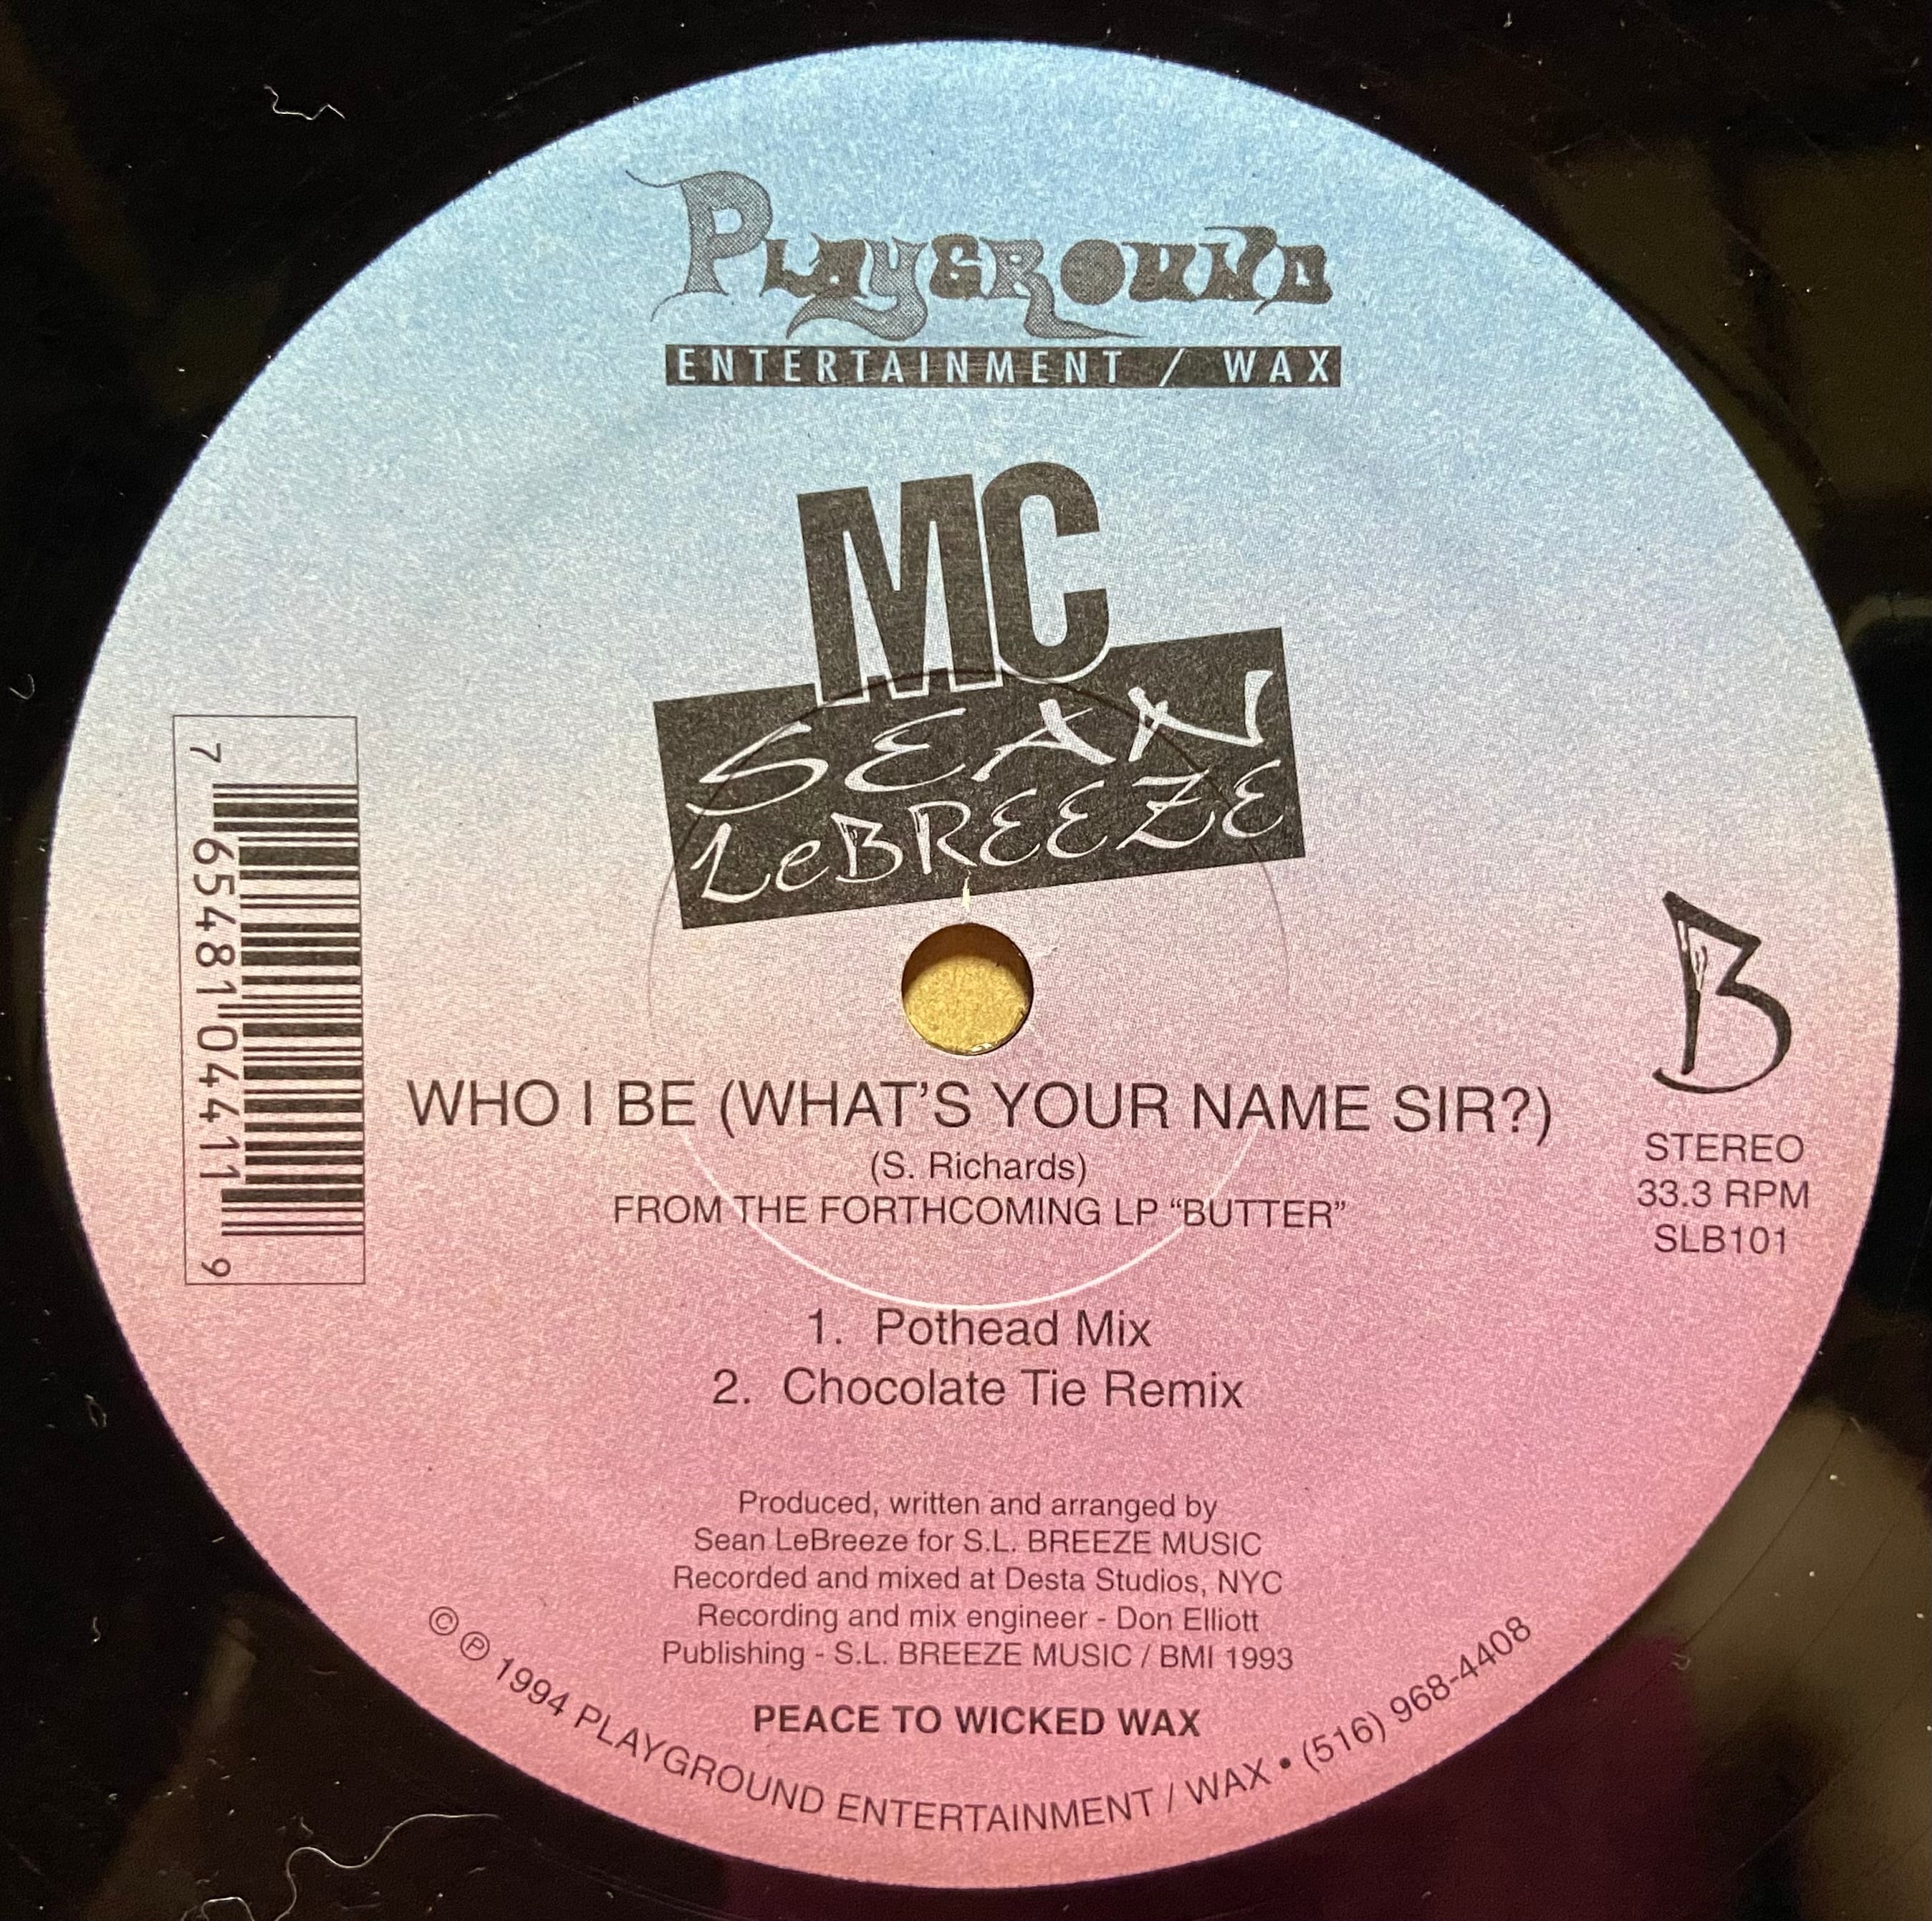 PLAYGROUND
ENTERTAINMENT / WAX
MC
SEAN
LeBREEZE
7 65481 04411 9
B
STEREO
33.3 RPM
SLB101
WHO I BE (WHAT'S YOUR NAME SIR?)
(S. Richards)
FROM THE FORTHCOMING LP “BUTTER”
1. Pothead Mix
2. Chocolate Tie Remix
Produced, written and arranged by
Sean LeBreeze for S.L. BREEZE MUSIC
Recorded and mixed at Desta Studios, NYC
Recording and mix engineer - Don Elliott
Publishing - S.L. BREEZE MUSIC / BMI 1993
PEACE TO WICKED WAX
© ℗ 1994 PLAYGROUND ENTERTAINMENT / WAX • (516) 968-4408